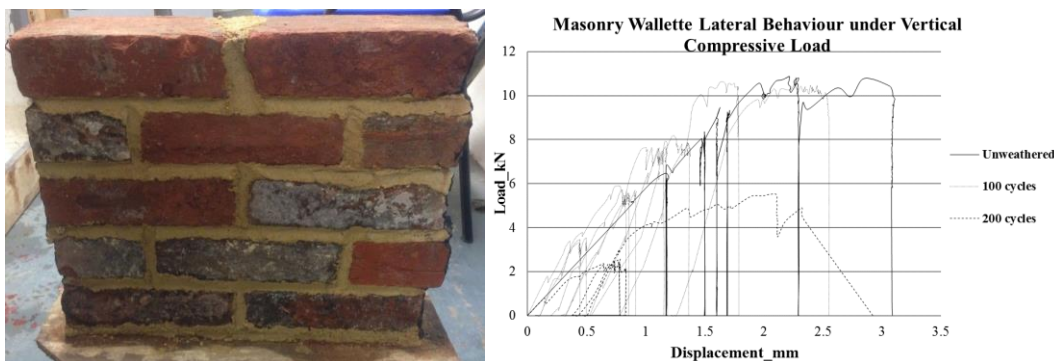 Masonry Wallette Lateral Behaviour under Vertical
Compressive Load
12
10
8
6
4
2
0
Load_kN
0
0.5
1
1.5
2
2.5
3
3.5
Displacement_mm
Unweathered
100 cycles
200 cycles